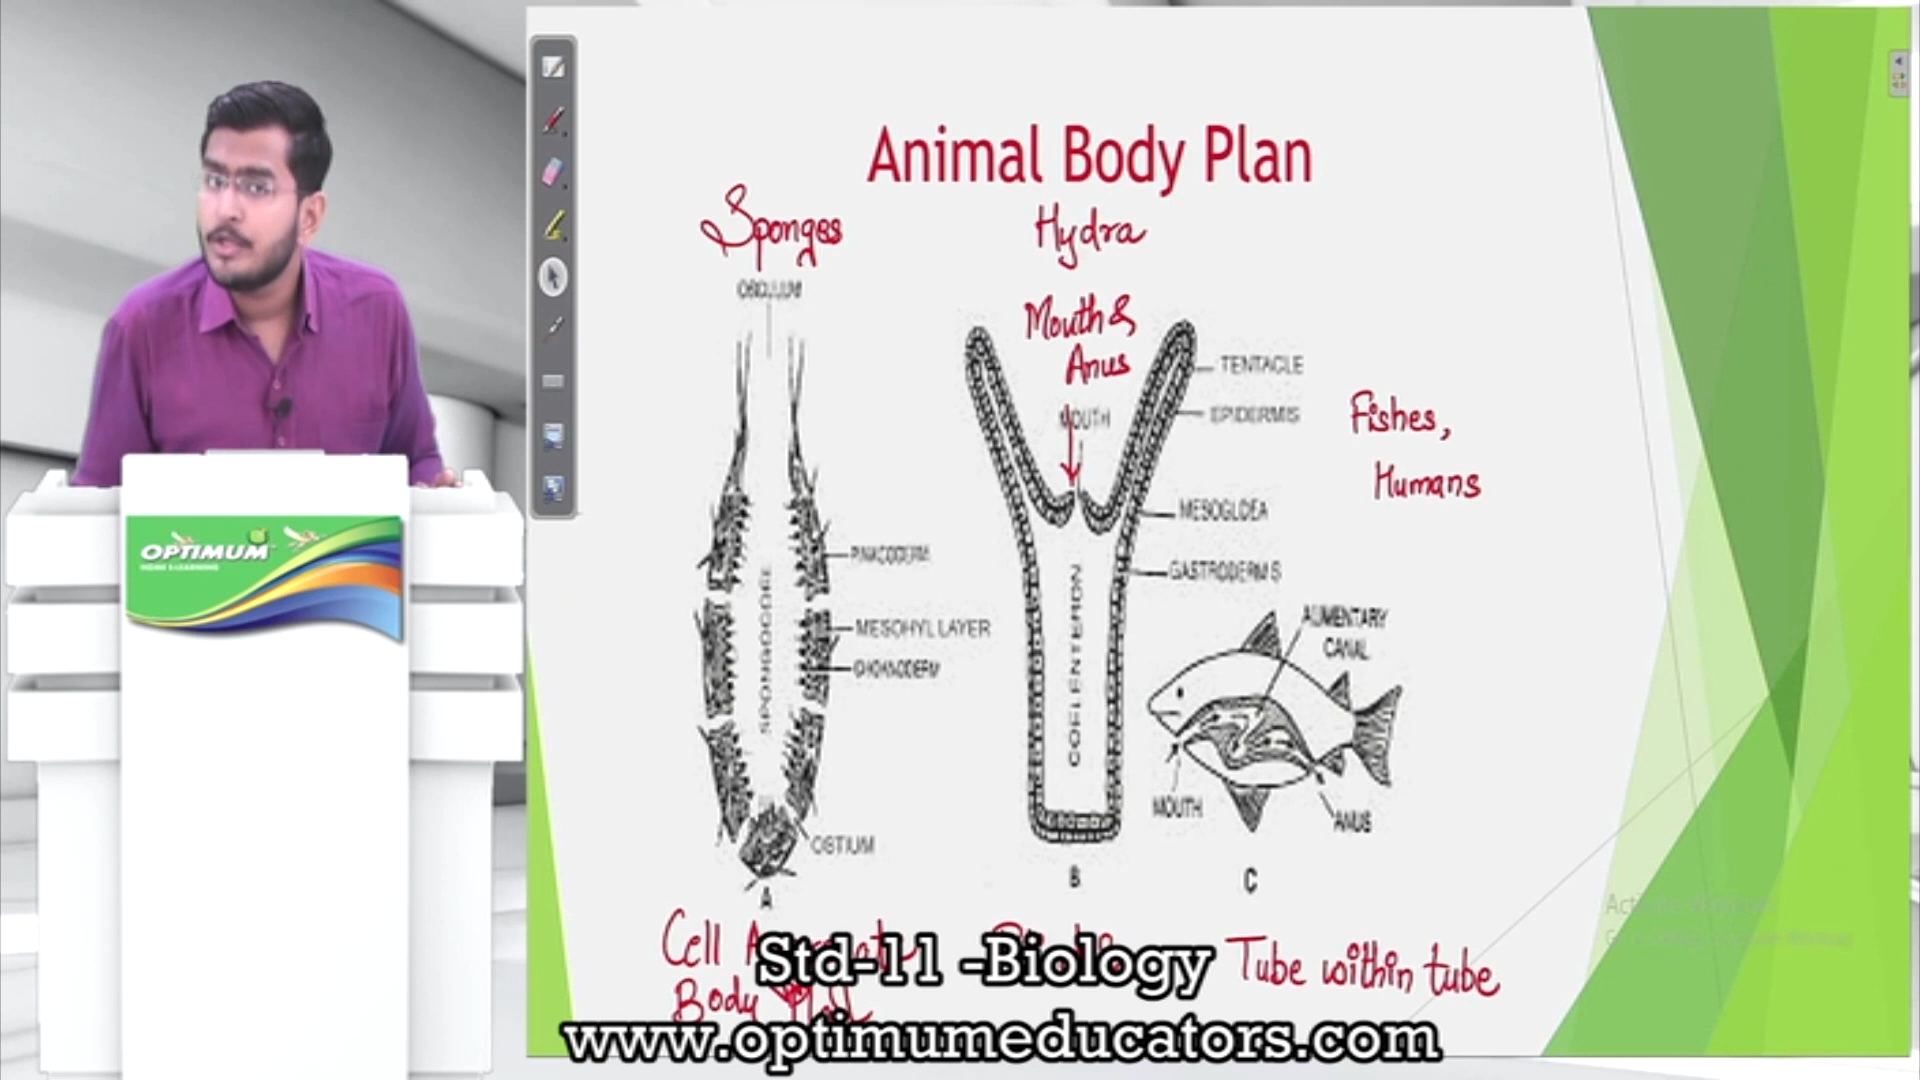 Animal Body Plan
Sponges
Hydra
OSCULUM
Mouth &
Anus
MOUTH
TENTACLE
EPIDERMIS
Fishes,
Humans
MESOGLOEA
GASTRODERMIS
PINACODERM
MESOHYL LAYER
CHOANODERM
SPONGOCOEL
COELENTERON
ALIMENTARY
CANAL
MOUTH
ANUS
OSTIUM
A
B
C
Cell
Body
Tube within tube
OPTIMUM
HOME E-LEARNING
Std-11 -Biology
www.optimumeducators.com